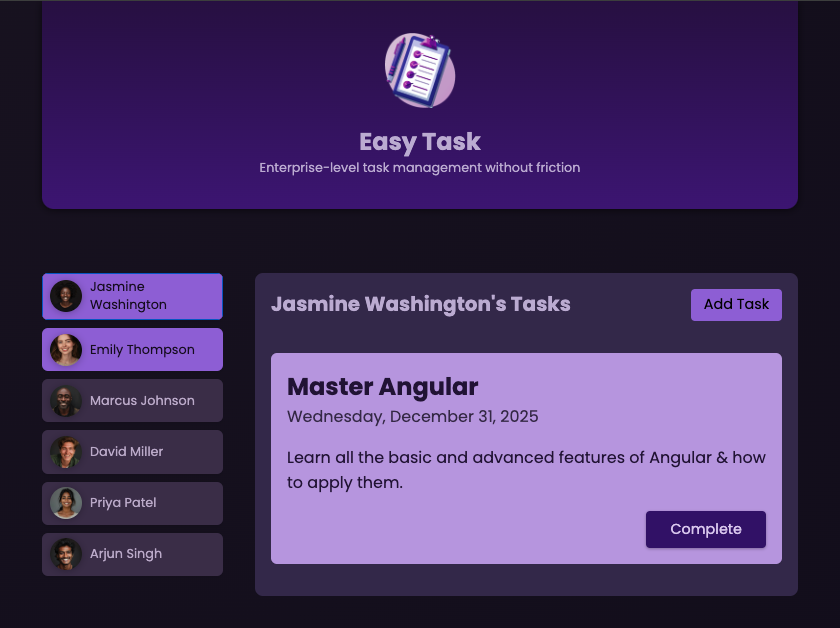 Easy Task
Enterprise-level task management without friction
Jasmine
Washington
Emily Thompson
Marcus Johnson
David Miller
Priya Patel
Arjun Singh
Jasmine Washington's Tasks
Add Task
Master Angular
Wednesday, December 31, 2025
Learn all the basic and advanced features of Angular & how
to apply them.
Complete